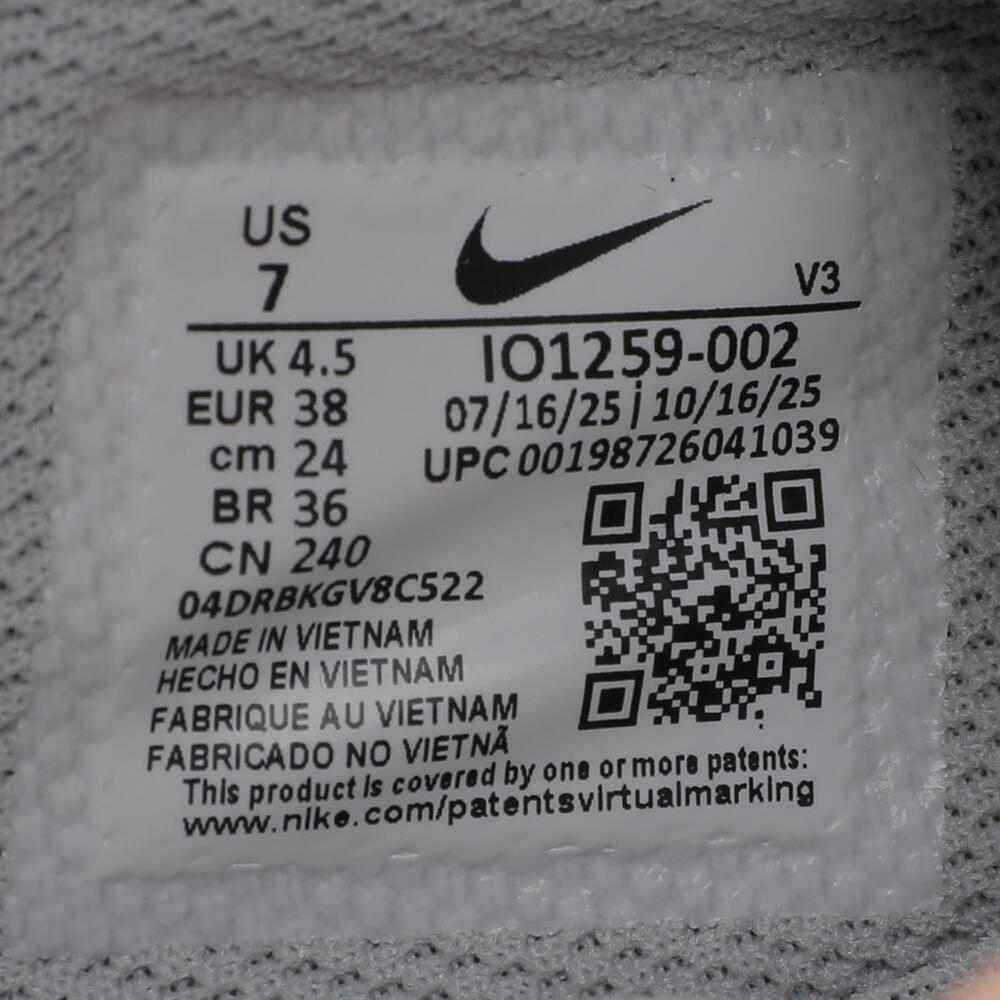 US
7
V3
UK 4.5
EUR 38
cm 24
BR 36
CN 240
IO1259-002
07/16/25 | 10/16/25
UPC 00198726041039
04DRBKGV8C522
MADE IN VIETNAM
HECHO EN VIETNAM
FABRIQUE AU VIETNAM
FABRICADO NO VIETNÃ
This product is covered by one or more patents:
www.nike.com/patentsvirtualmarking